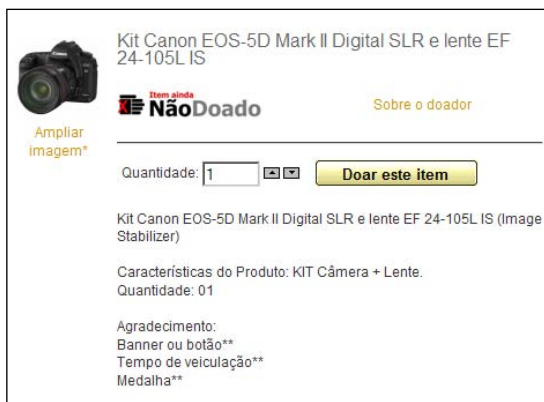 Kit Canon EOS-5D Mark II Digital SLR e lente EF
24-105L IS
Item ainda
NãoDoado
Sobre o doador
Ampliar
imagem*
Quantidade: 1
Doar este item
Kit Canon EOS-5D Mark II Digital SLR e lente EF 24-105L IS (Image
Stabilizer)
Características do Produto: KIT Câmera + Lente.
Quantidade: 01
Agradecimento:
Banner ou botão**
Tempo de veiculação**
Medalha**